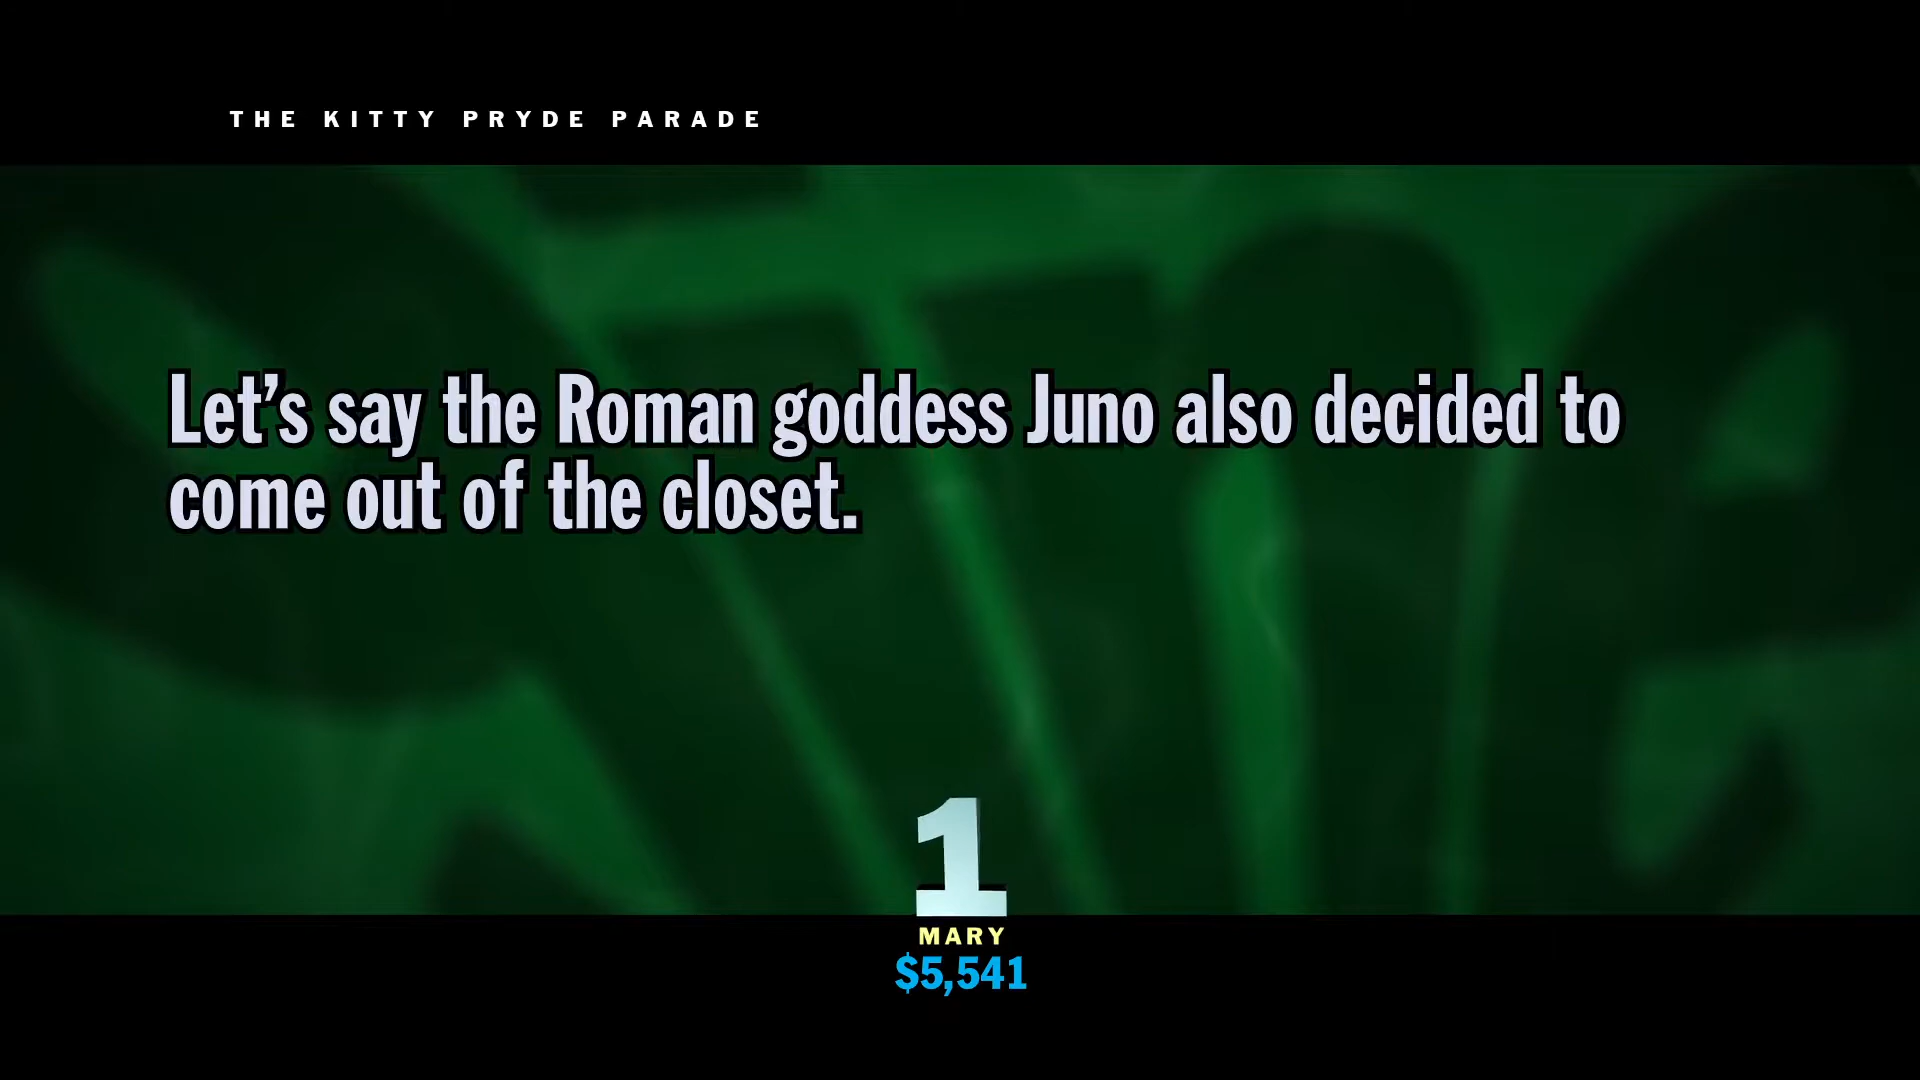 THE KITTY PRYDE PARADE
Let's say the Roman goddess Juno also decided to
come out of the closet.
1
MARY
$5,541